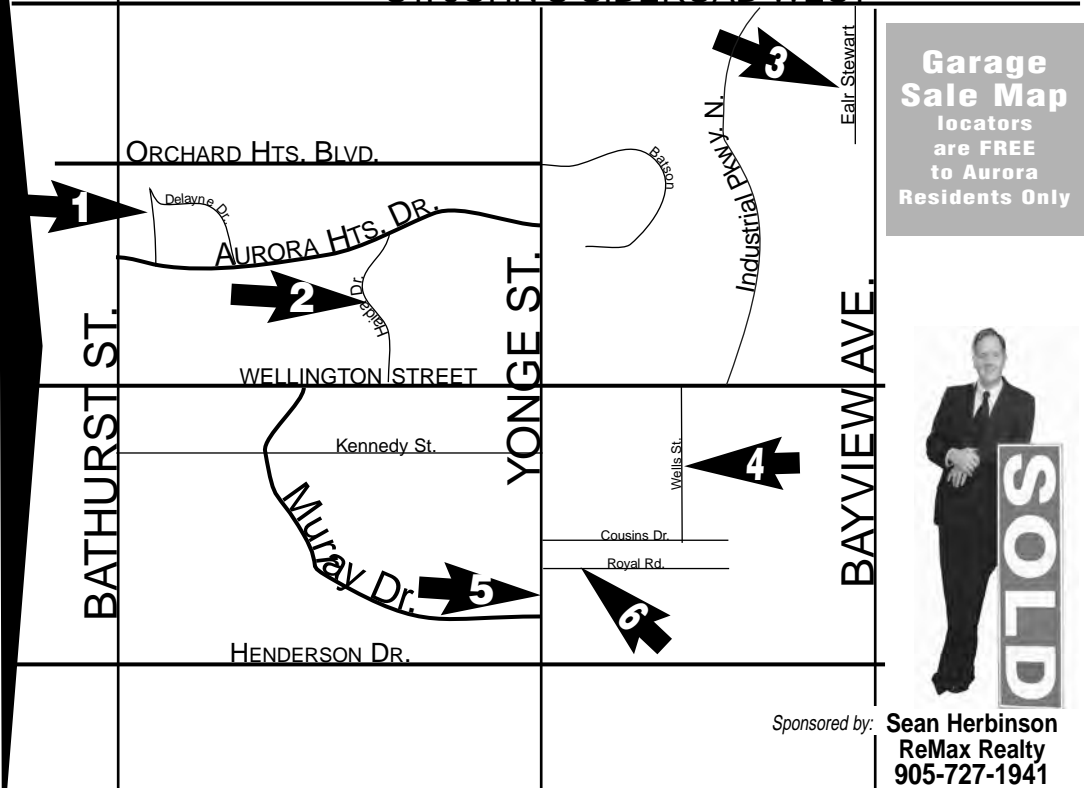 3
Ealr Stewart
Garage
Sale Map
locators
are FREE
to Aurora
Residents Only
ORCHARD HTS. BLVD.
Batson
Industrial Pkwy. N.
1
Delayne Dr.
AURORA HTS. DR.
2
Haida Dr.
WELLINGTON STREET
BATHURST ST.
YONGE ST.
BAYVIEW AVE.
Kennedy St.
Wells St.
4
Murray Dr.
Cousins Dr.
Royal Rd.
5
6
HENDERSON DR.
SOLD
Sponsored by: Sean Herbinson
ReMax Realty
905-727-1941